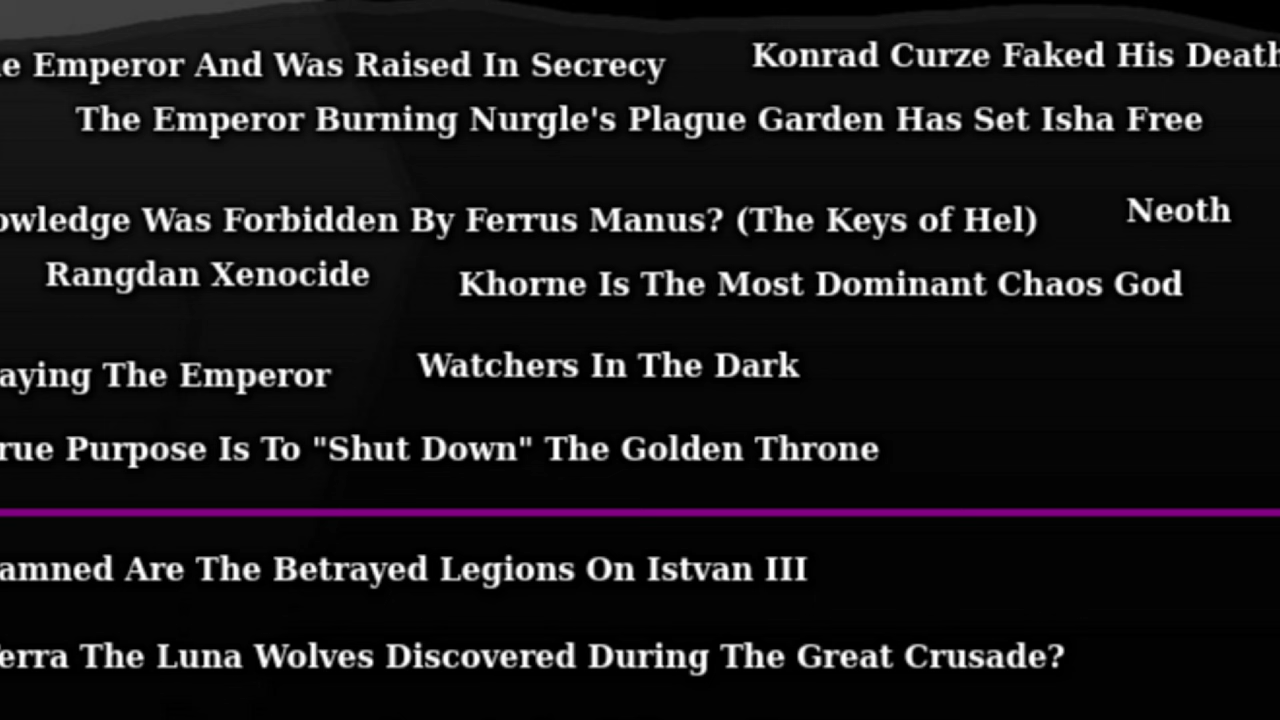 e Emperor And Was Raised In Secrecy
Konrad Curze Faked His Death
The Emperor Burning Nurgle's Plague Garden Has Set Isha Free
owledge Was Forbidden By Ferrus Manus? (The Keys of Hel)
Neoth
Rangdan Xenocide
Khorne Is The Most Dominant Chaos God
aying The Emperor
Watchers In The Dark
rue Purpose Is To "Shut Down" The Golden Throne
amned Are The Betrayed Legions On Istvan III
erra The Luna Wolves Discovered During The Great Crusade?